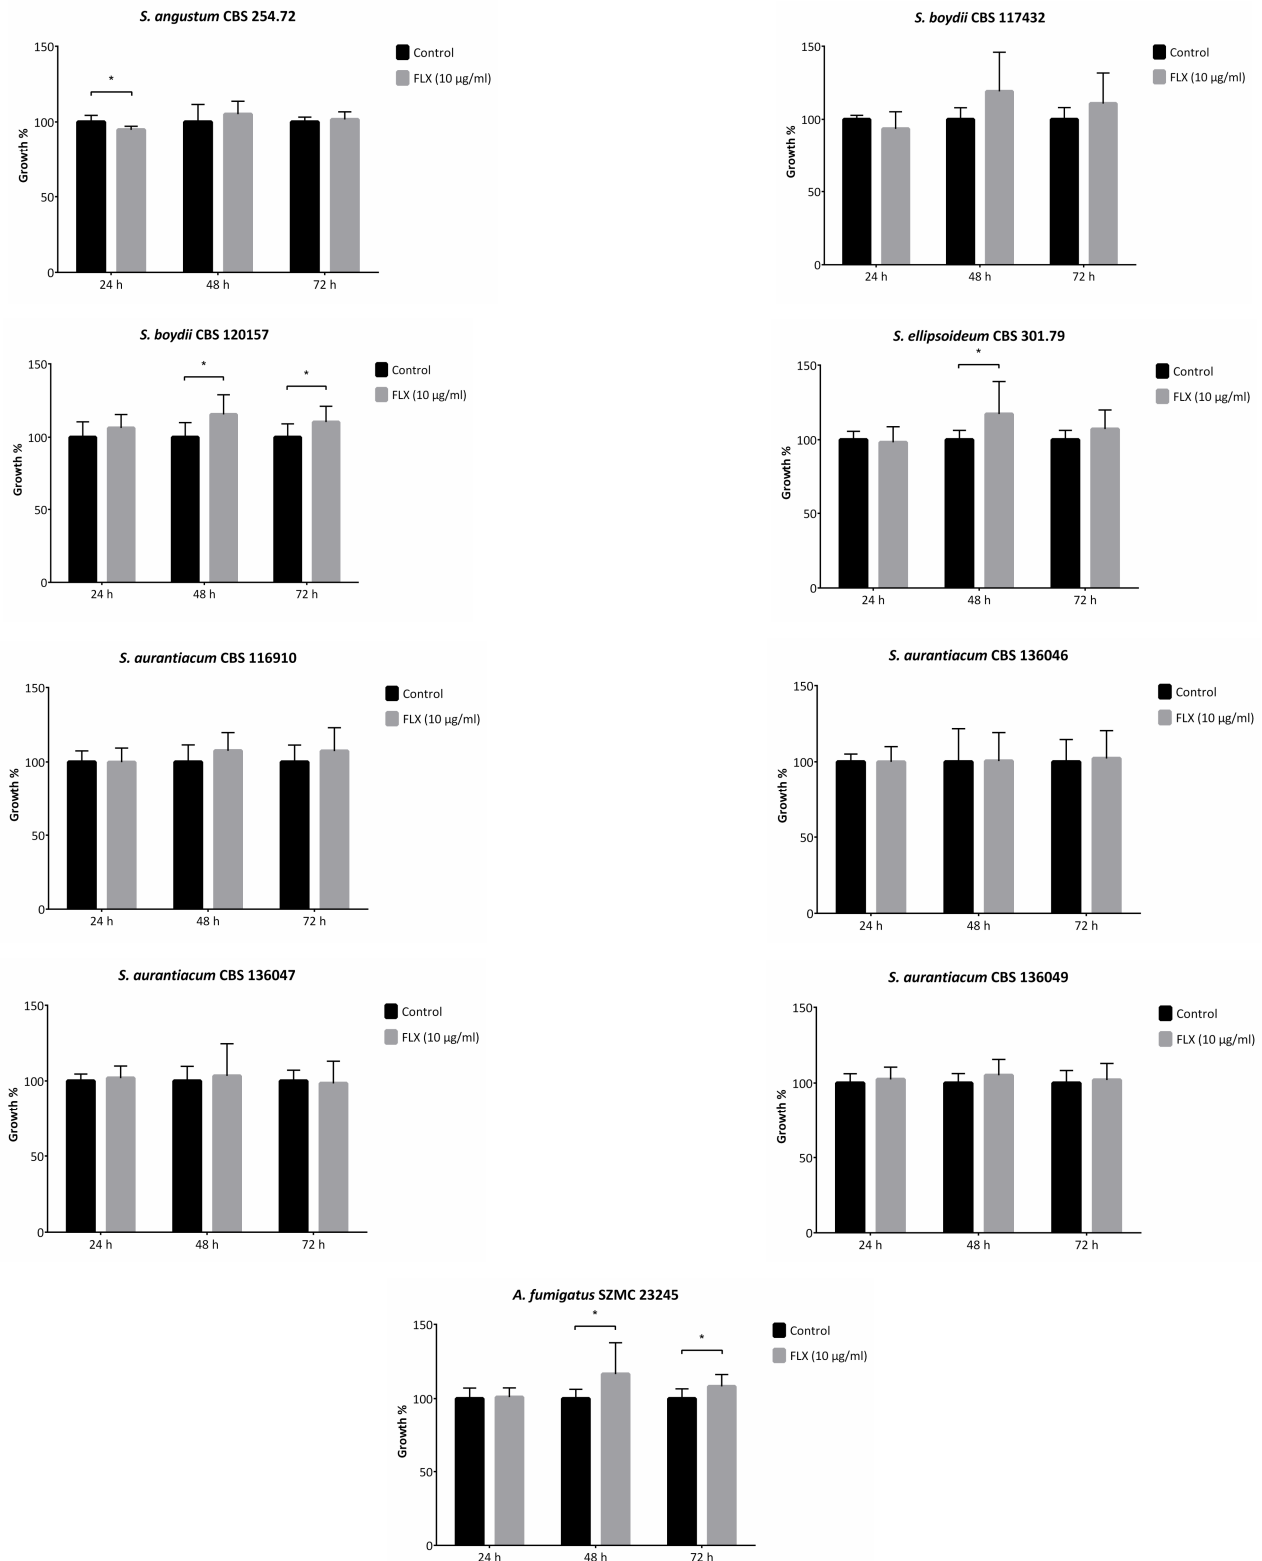 S. angustum CBS 254.72
150
100
50
0
Growth %
*
24 h
48 h
72 h
Control
FLX (10 µg/ml)
S. boydii CBS 117432
150
100
50
0
Growth %
24 h
48 h
72 h
Control
FLX (10 µg/ml)
S. boydii CBS 120157
150
100
50
0
Growth %
*
*
24 h
48 h
72 h
Control
FLX (10 µg/ml)
S. ellipsoideum CBS 301.79
150
100
50
0
Growth %
*
24 h
48 h
72 h
Control
FLX (10 µg/ml)
S. aurantiacum CBS 116910
150
100
50
0
Growth %
24 h
48 h
72 h
Control
FLX (10 µg/ml)
S. aurantiacum CBS 136046
150
100
50
0
Growth %
24 h
48 h
72 h
Control
FLX (10 µg/ml)
S. aurantiacum CBS 136047
150
100
50
0
Growth %
24 h
48 h
72 h
Control
FLX (10 µg/ml)
S. aurantiacum CBS 136049
150
100
50
0
Growth %
24 h
48 h
72 h
Control
FLX (10 µg/ml)
A. fumigatus SZMC 23245
150
100
50
0
Growth %
*
*
24 h
48 h
72 h
Control
FLX (10 µg/ml)